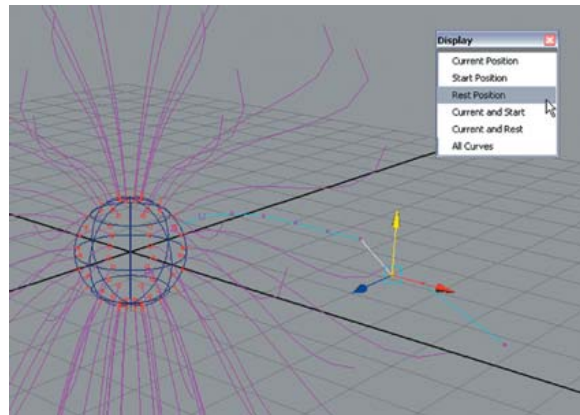 Display
Current Position
Start Position
Rest Position
Current and Start
Current and Rest
All Curves